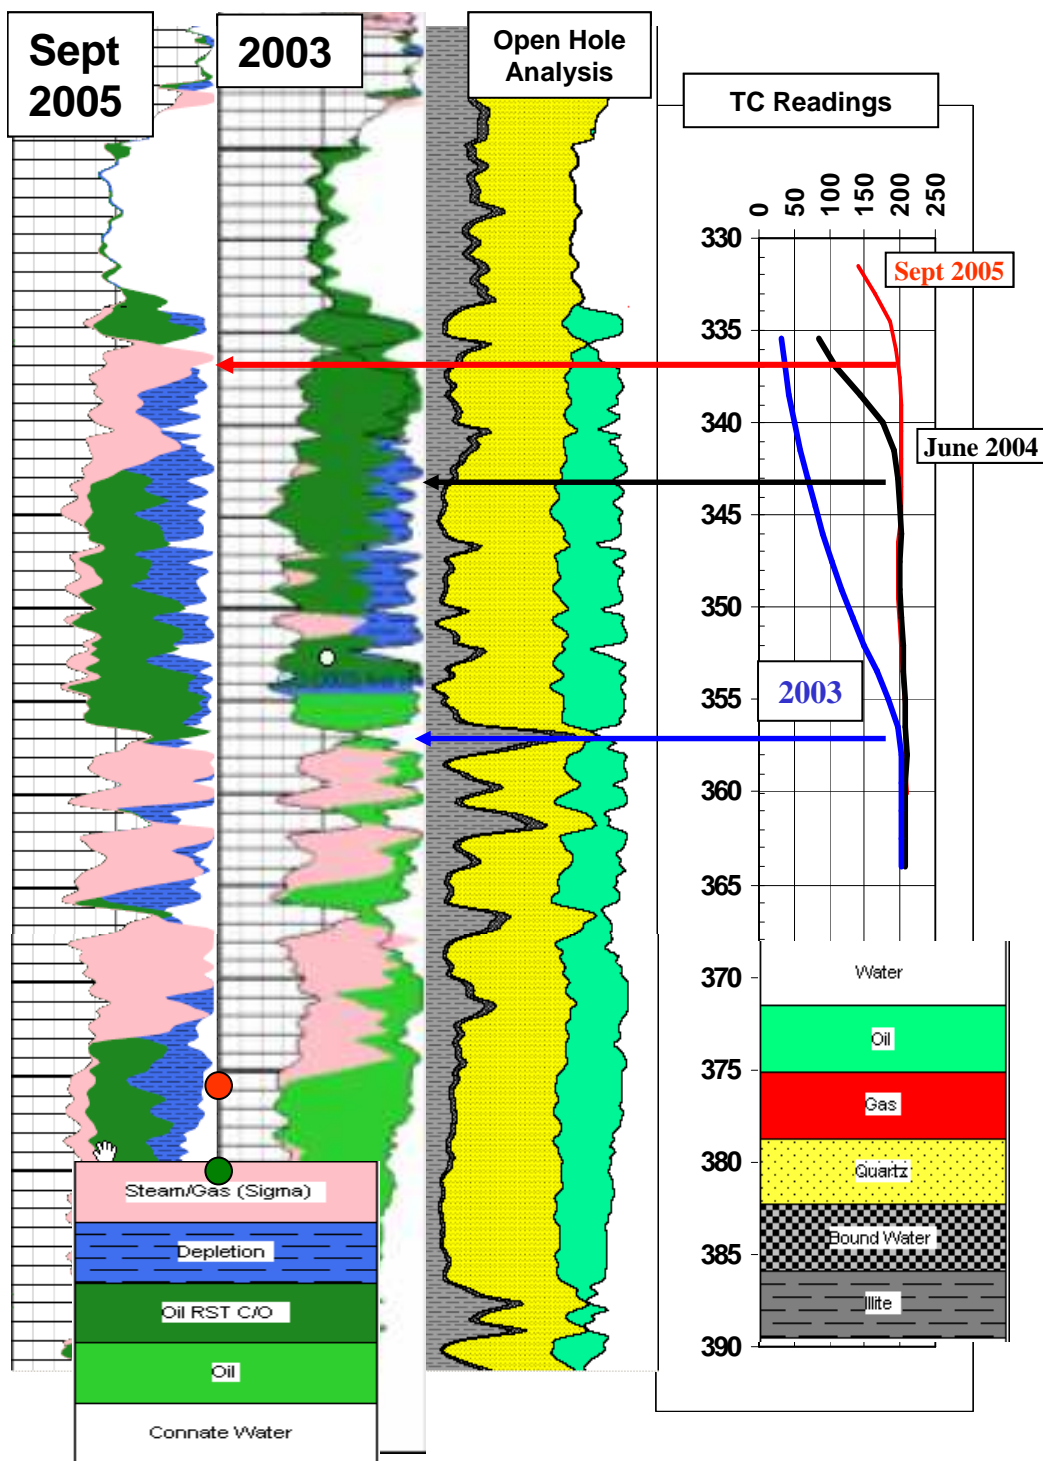 Sept
2005
2003
Open Hole
Analysis
TC Readings
0
50
100
150
200
250
330
335
340
345
350
355
360
365
370
375
380
385
390
Sept 2005
June 2004
2003
Water
Oil
Gas
Quartz
Bound Water
Illite
Steam/Gas (Sigma)
Depletion
Oil RST C/O
Oil
Connate Water